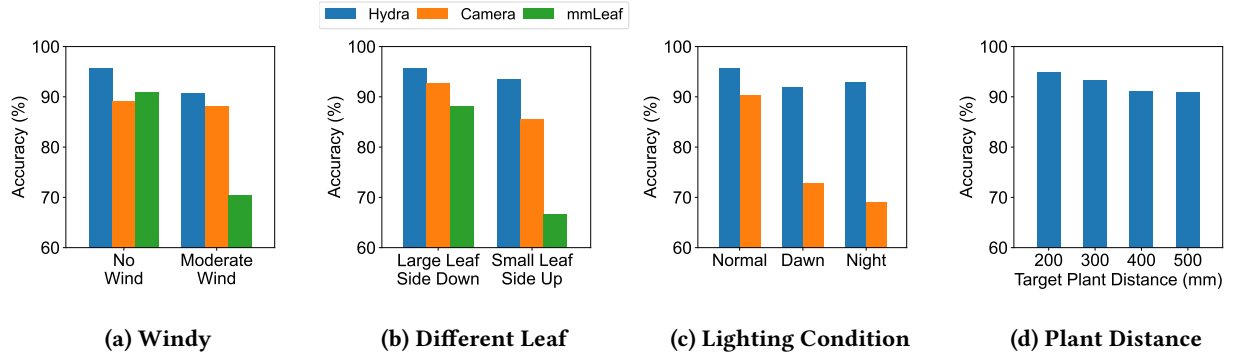 Hydra Camera mmLeaf
100
90
80
70
60
Accuracy (%)
No
Wind
Moderate
Wind
(a) Windy
100
90
80
70
60
Accuracy (%)
Large Leaf
Side Down
Small Leaf
Side Up
(b) Different Leaf
100
90
80
70
60
Accuracy (%)
Normal Dawn Night
(c) Lighting Condition
100
90
80
70
60
Accuracy (%)
200 300 400 500
Target Plant Distance (mm)
(d) Plant Distance